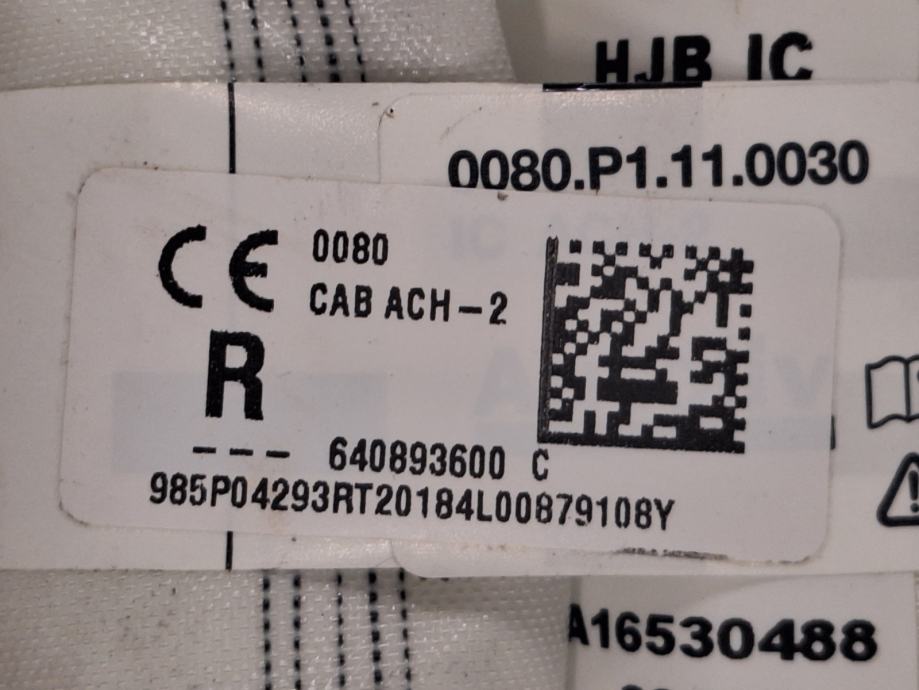 HJB IC
0080.P1.11.0030
CE 0080
CAB ACH-2
R
--- 640893600 C
985P04293RT20184L00879108Y
A16530488